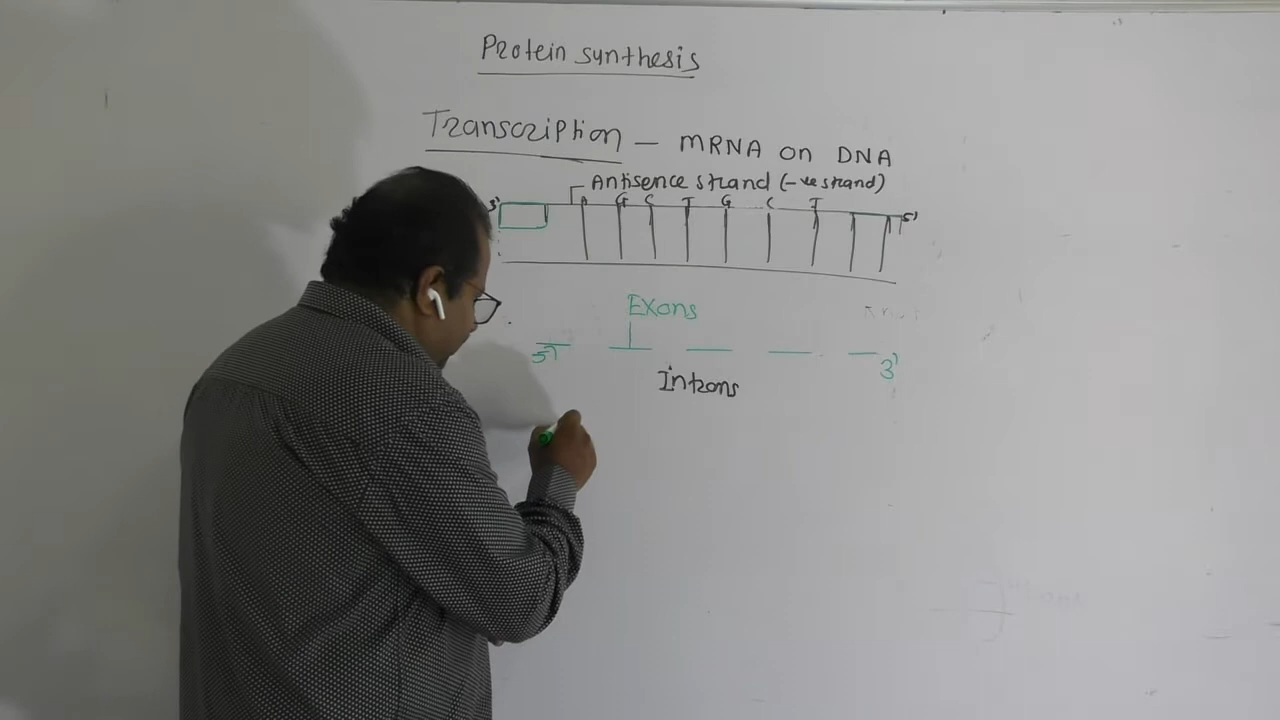 Protein synthesis
Transcription — mRNA on DNA
Antisence strand (-ve strand)
3' A G C T G C T 5'
Exons
5' 3'
Introns